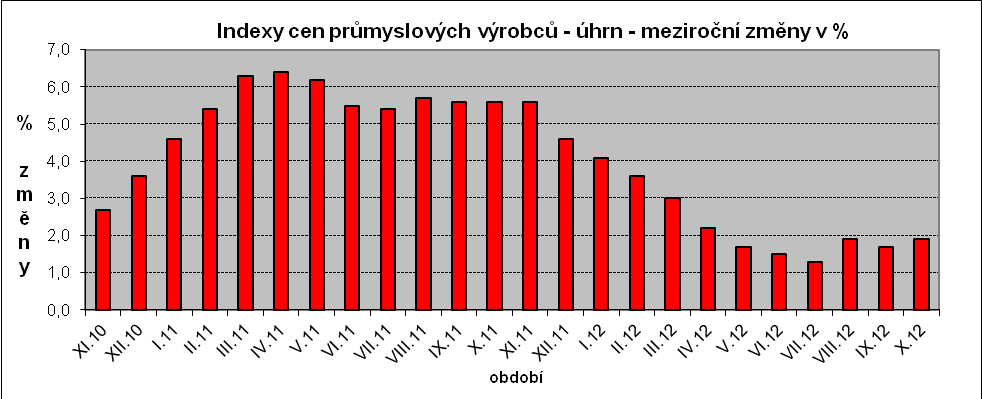 Indexy cen průmyslových výrobců - úhrn - meziroční změny v %
7,0
6,0
5,0
4,0
3,0
2,0
1,0
0,0
% změny
XI.10 XII.10 I.11 II.11 III.11 IV.11 V.11 VI.11 VII.11 VIII.11 IX.11 X.11 XI.11 XII.11 I.12 II.12 III.12 IV.12 V.12 VI.12 VII.12 VIII.12 IX.12 X.12
období